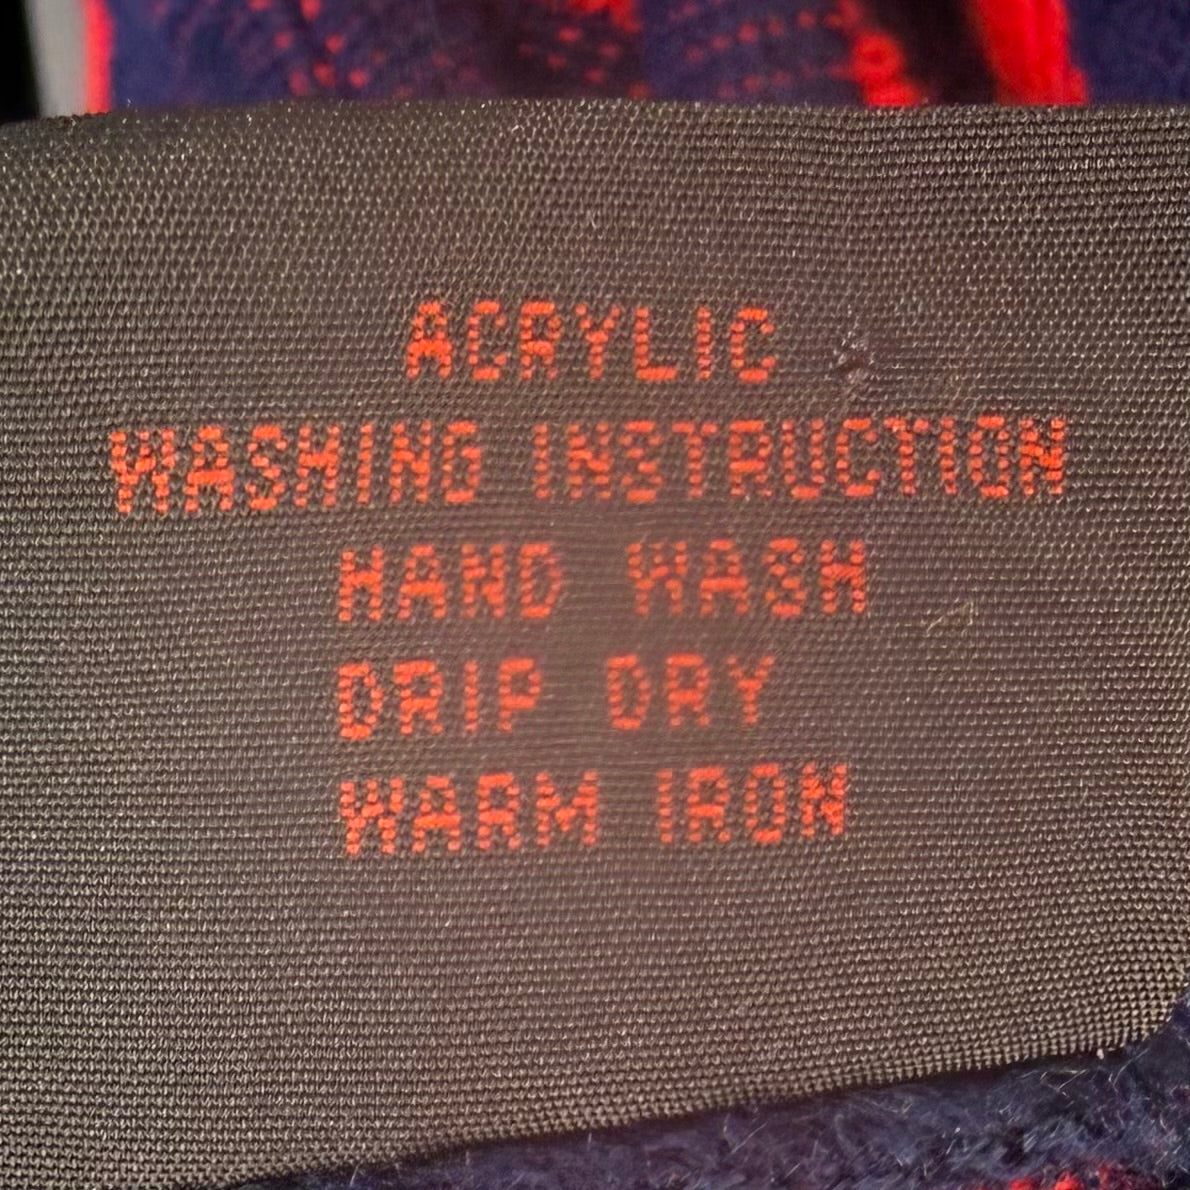 ACRYLIC
WASHING INSTRUCTION
HAND WASH
DRIP DRY
WARM IRON